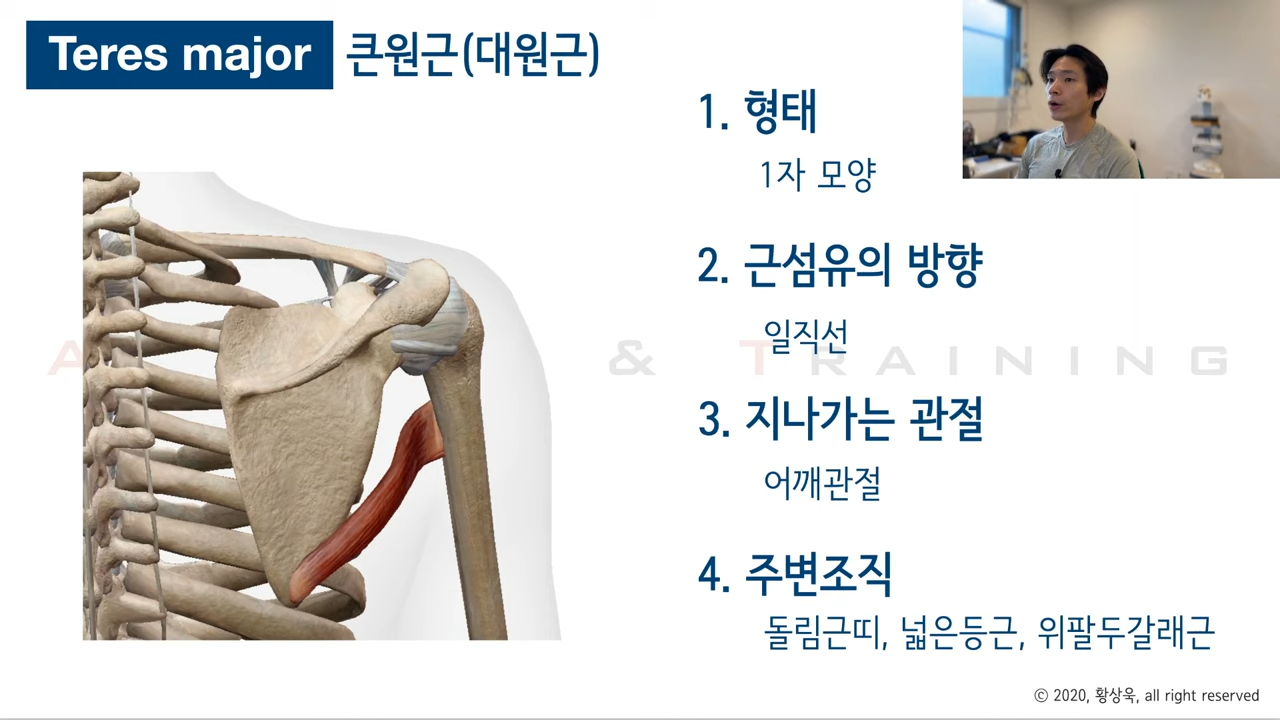 Teres major 큰원근(대원근)
1. 형태
1자 모양
2. 근섬유의 방향
일직선
A & TRAINING
3. 지나가는 관절
어깨관절
4. 주변조직
돌림근띠, 넓은등근, 위팔두갈래근
© 2020, 황상욱, all right reserved